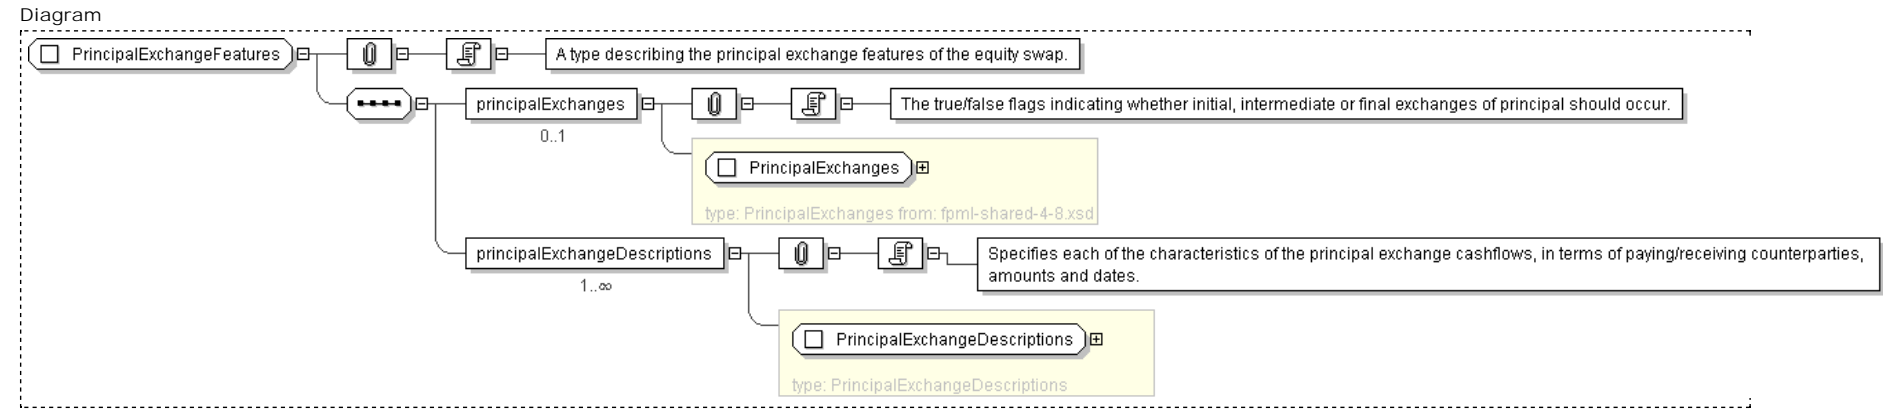 Diagram
PrincipalExchangeFeatures
A type describing the principal exchange features of the equity swap.
principalExchanges
The true/false flags indicating whether initial, intermediate or final exchanges of principal should occur.
0..1
PrincipalExchanges
type: PrincipalExchanges from: fpml-shared-4-8.xsd
principalExchangeDescriptions
Specifies each of the characteristics of the principal exchange cashflows, in terms of paying/receiving counterparties,
amounts and dates.
1..∞
PrincipalExchangeDescriptions
type: PrincipalExchangeDescriptions